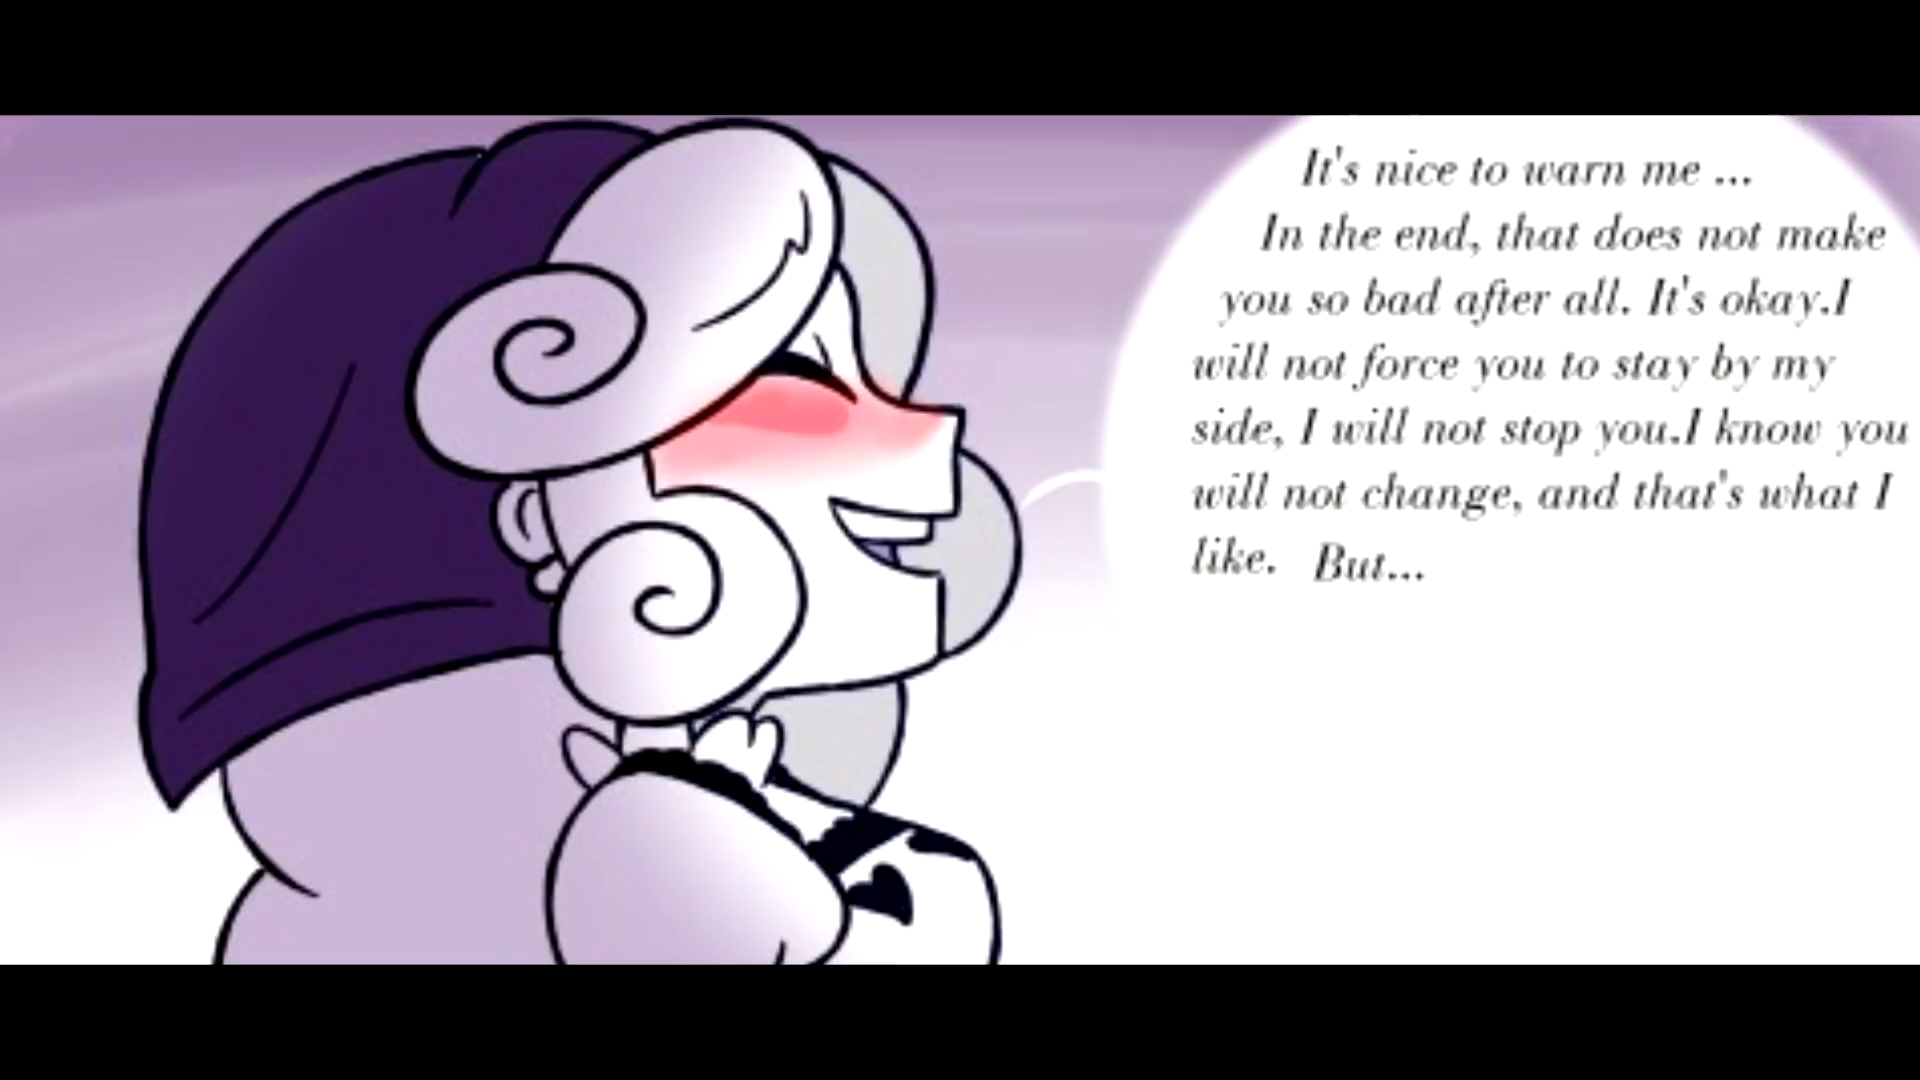 It's nice to warn me ...
In the end, that does not make
you so bad after all. It's okay.I
will not force you to stay by my
side, I will not stop you.I know you
will not change, and that's what I
like. But...